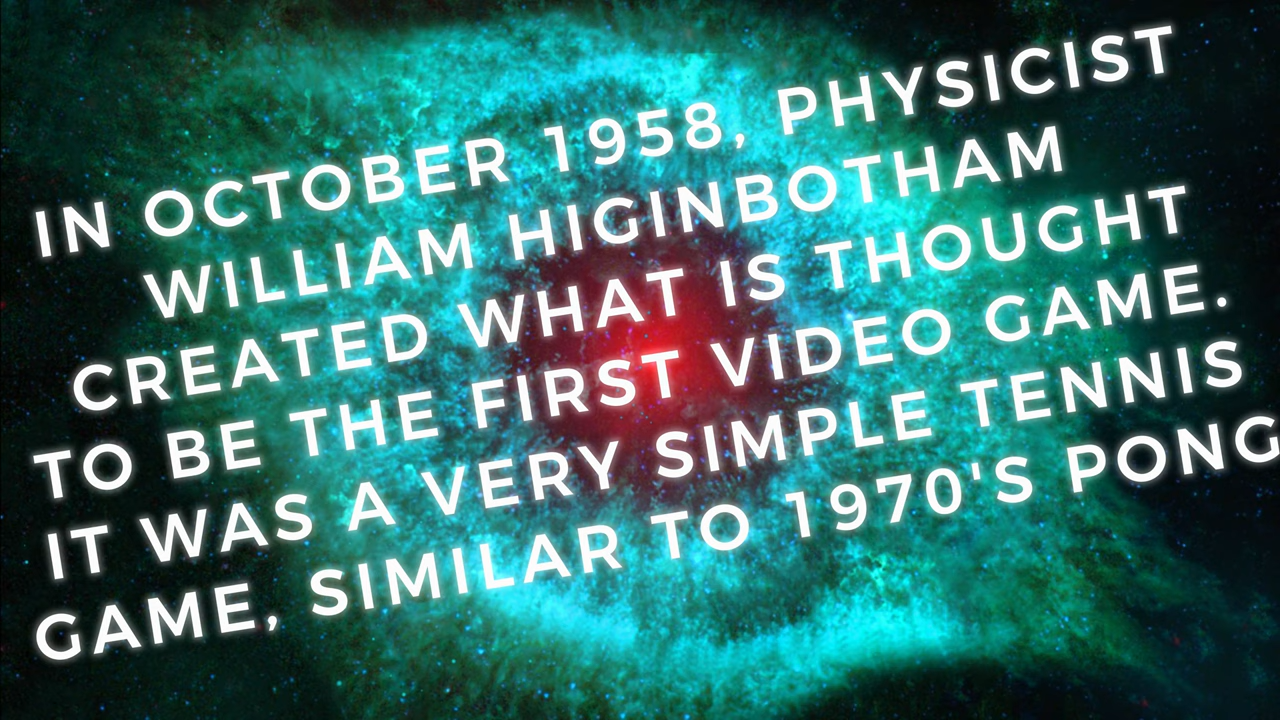 IN OCTOBER 1958, PHYSICIST
WILLIAM HIGINBOTHAM
CREATED WHAT IS THOUGHT
TO BE THE FIRST VIDEO GAME.
IT WAS A VERY SIMPLE TENNIS
GAME, SIMILAR TO 1970'S PONG